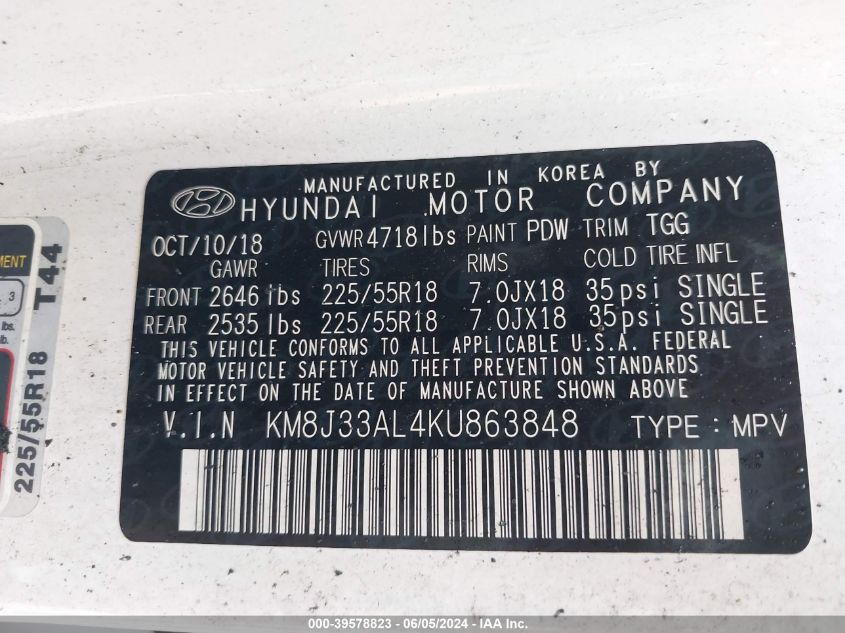 MANUFACTURED IN KOREA BY
HYUNDAI MOTOR COMPANY
OCT/10/18 GVWR 4718lbs PAINT PDW TRIM TGG
GAWR TIRES RIMS COLD TIRE INFL
FRONT 2646 lbs 225/55R18 7.0JX18 35psi SINGLE
REAR 2535 lbs 225/55R18 7.0JX18 35psi SINGLE
THIS VEHICLE CONFORMS TO ALL APPLICABLE U.S.A. FEDERAL
MOTOR VEHICLE SAFETY AND THEFT PREVENTION STANDARDS
IN EFFECT ON THE DATE OF MANUFACTURE SHOWN ABOVE
V.I.N KM8J33AL4KU863848 TYPE : MPV
3
lbs.
225/55R18 T44
000-39578823 - 06/05/2024 - IAA Inc.